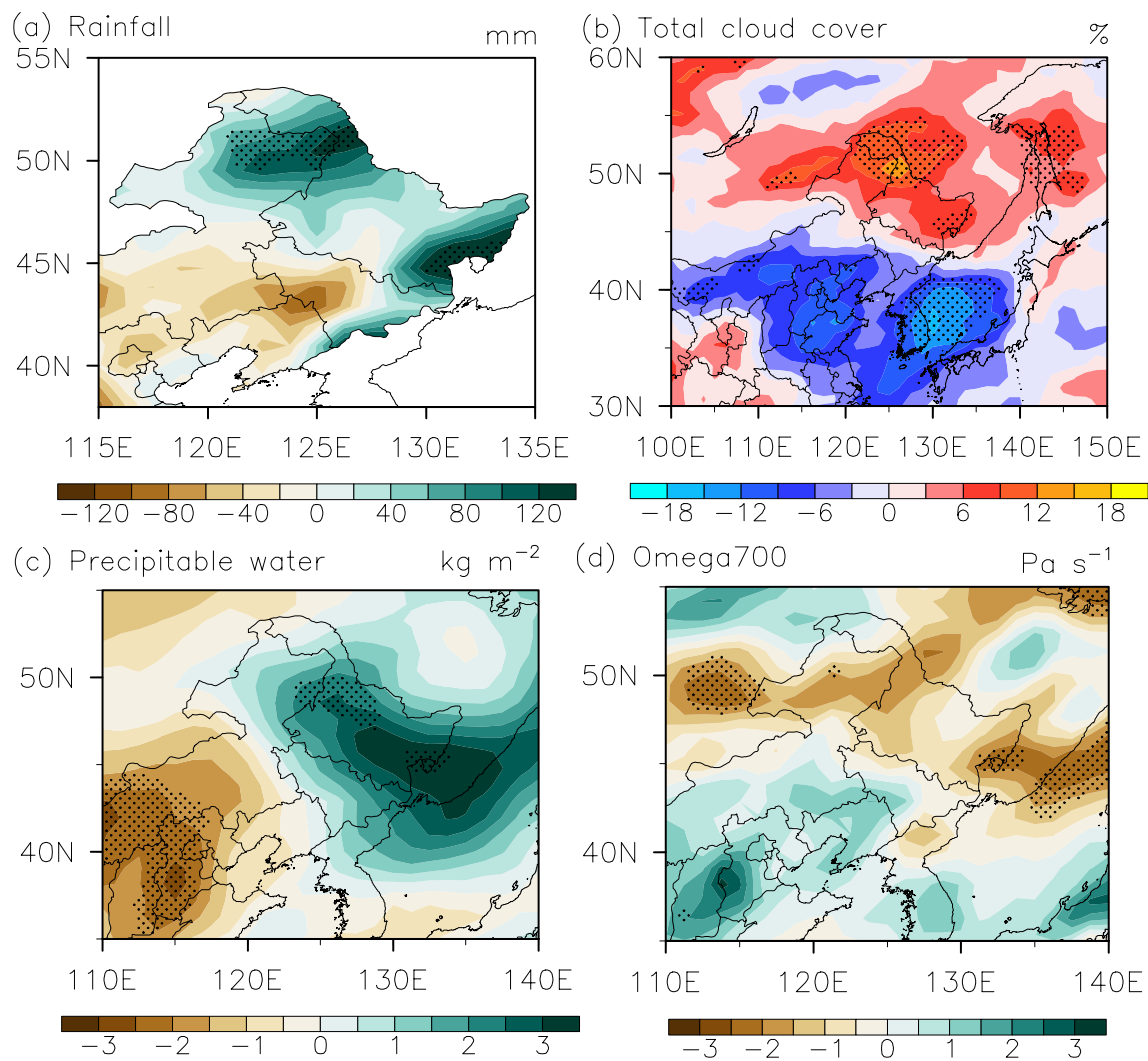 (a) Rainfall mm
55N
50N
45N
40N
115E 120E 125E 130E 135E
−120 −80 −40 0 40 80 120
(b) Total cloud cover %
60N
50N
40N
30N
100E 110E 120E 130E 140E 150E
−18 −12 −6 0 6 12 18
(c) Precipitable water kg m⁻²
50N
40N
110E 120E 130E 140E
−3 −2 −1 0 1 2 3
(d) Omega700 Pa s⁻¹
50N
40N
110E 120E 130E 140E
−3 −2 −1 0 1 2 3